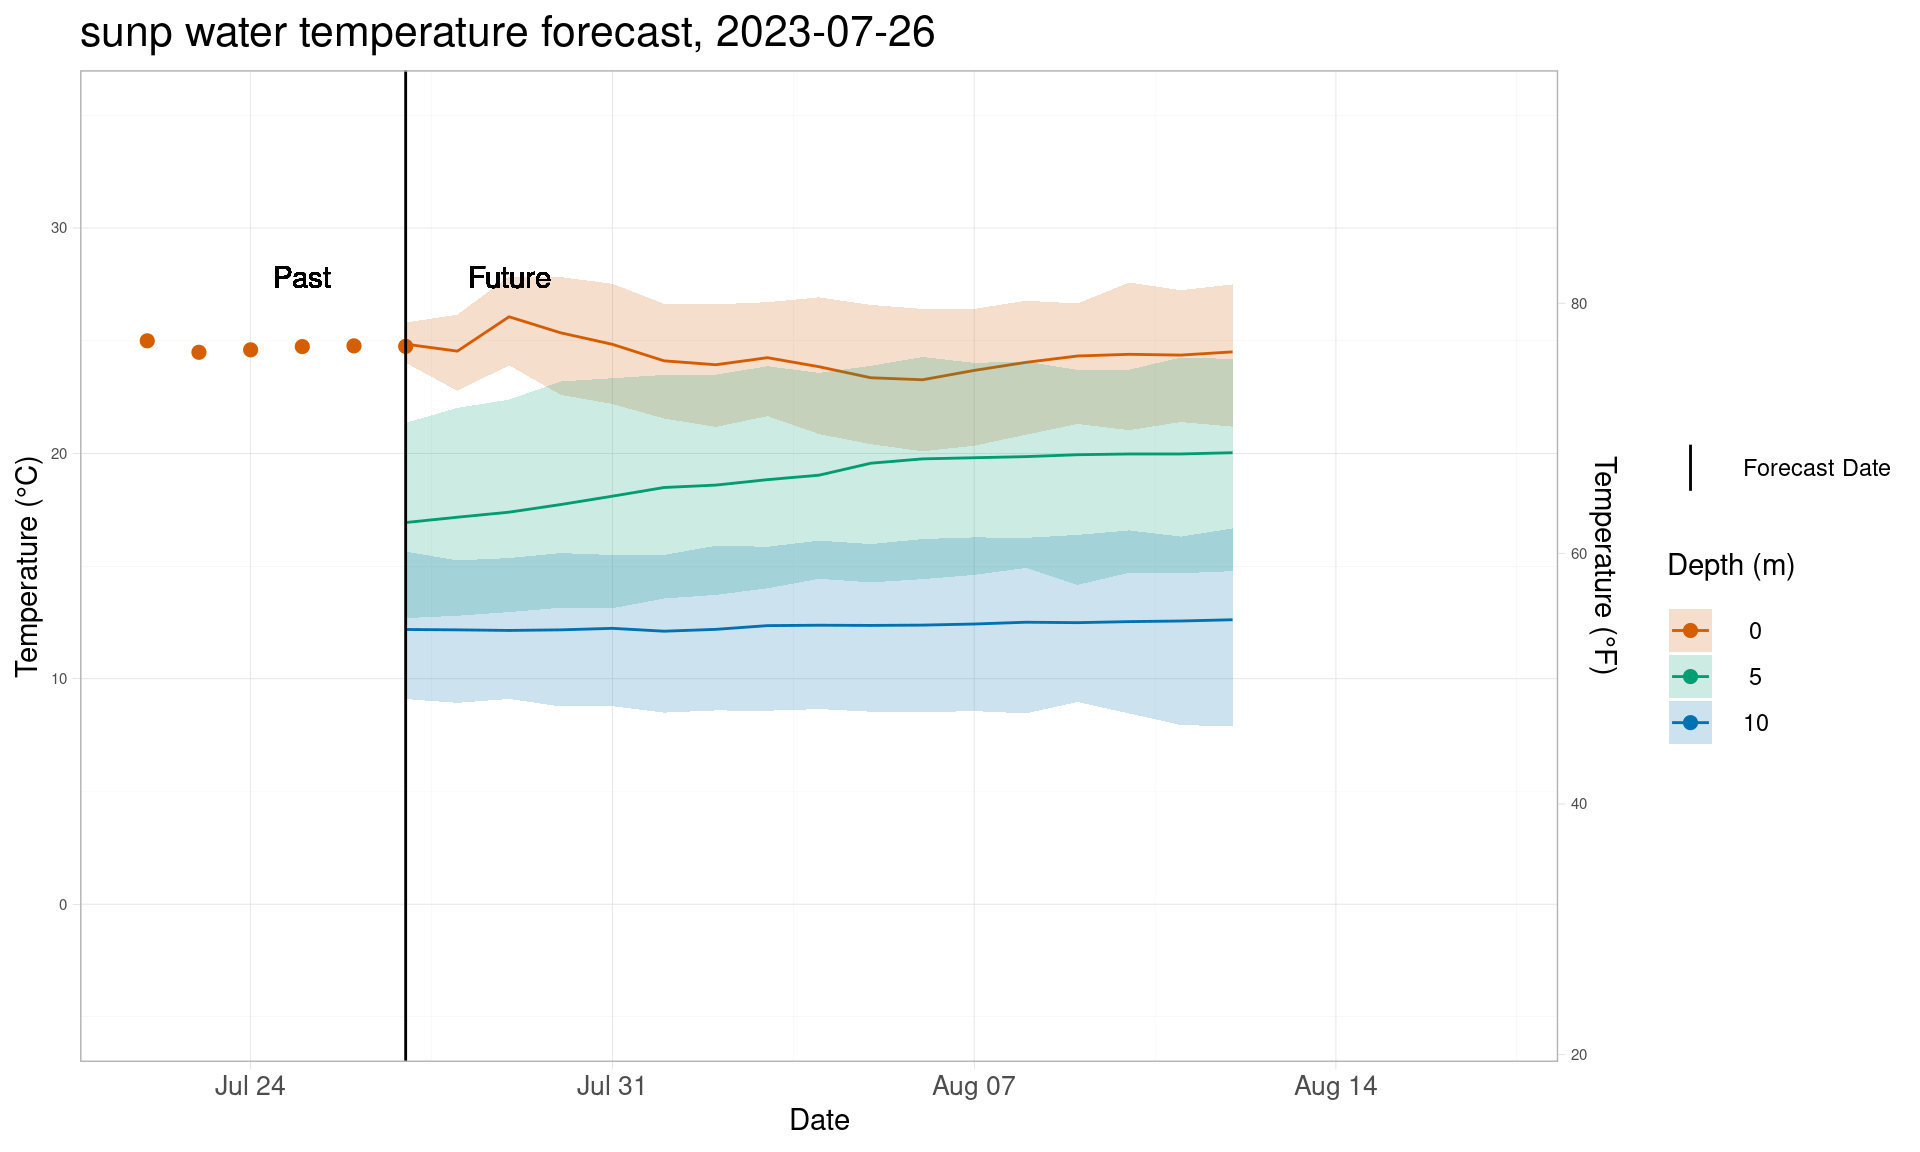 sunp water temperature forecast, 2023-07-26
Past
Future
30
20
10
0
Temperature (°C)
80
60
40
20
Temperature (°F)
Jul 24
Jul 31
Aug 07
Aug 14
Date
Forecast Date
Depth (m)
0
5
10